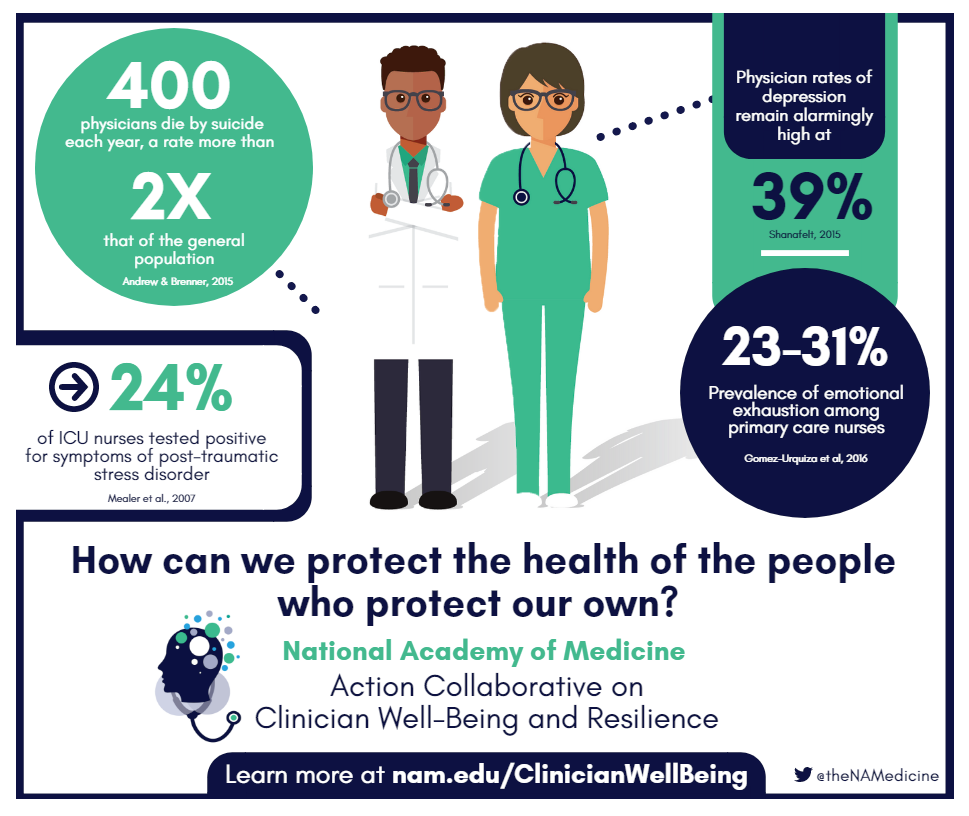 400
physicians die by suicide
each year, a rate more than
2X
that of the general
population
Andrew & Brenner, 2015
Physician rates of
depression
remain alarmingly
high at
39%
Shanafelt, 2015
24%
of ICU nurses tested positive
for symptoms of post-traumatic
stress disorder
Mealer et al., 2007
23-31%
Prevalence of emotional
exhaustion among
primary care nurses
Gomez-Urquiza et al, 2016
How can we protect the health of the people
who protect our own?
National Academy of Medicine
Action Collaborative on
Clinician Well-Being and Resilience
Learn more at nam.edu/ClinicianWellBeing
@theNAMedicine